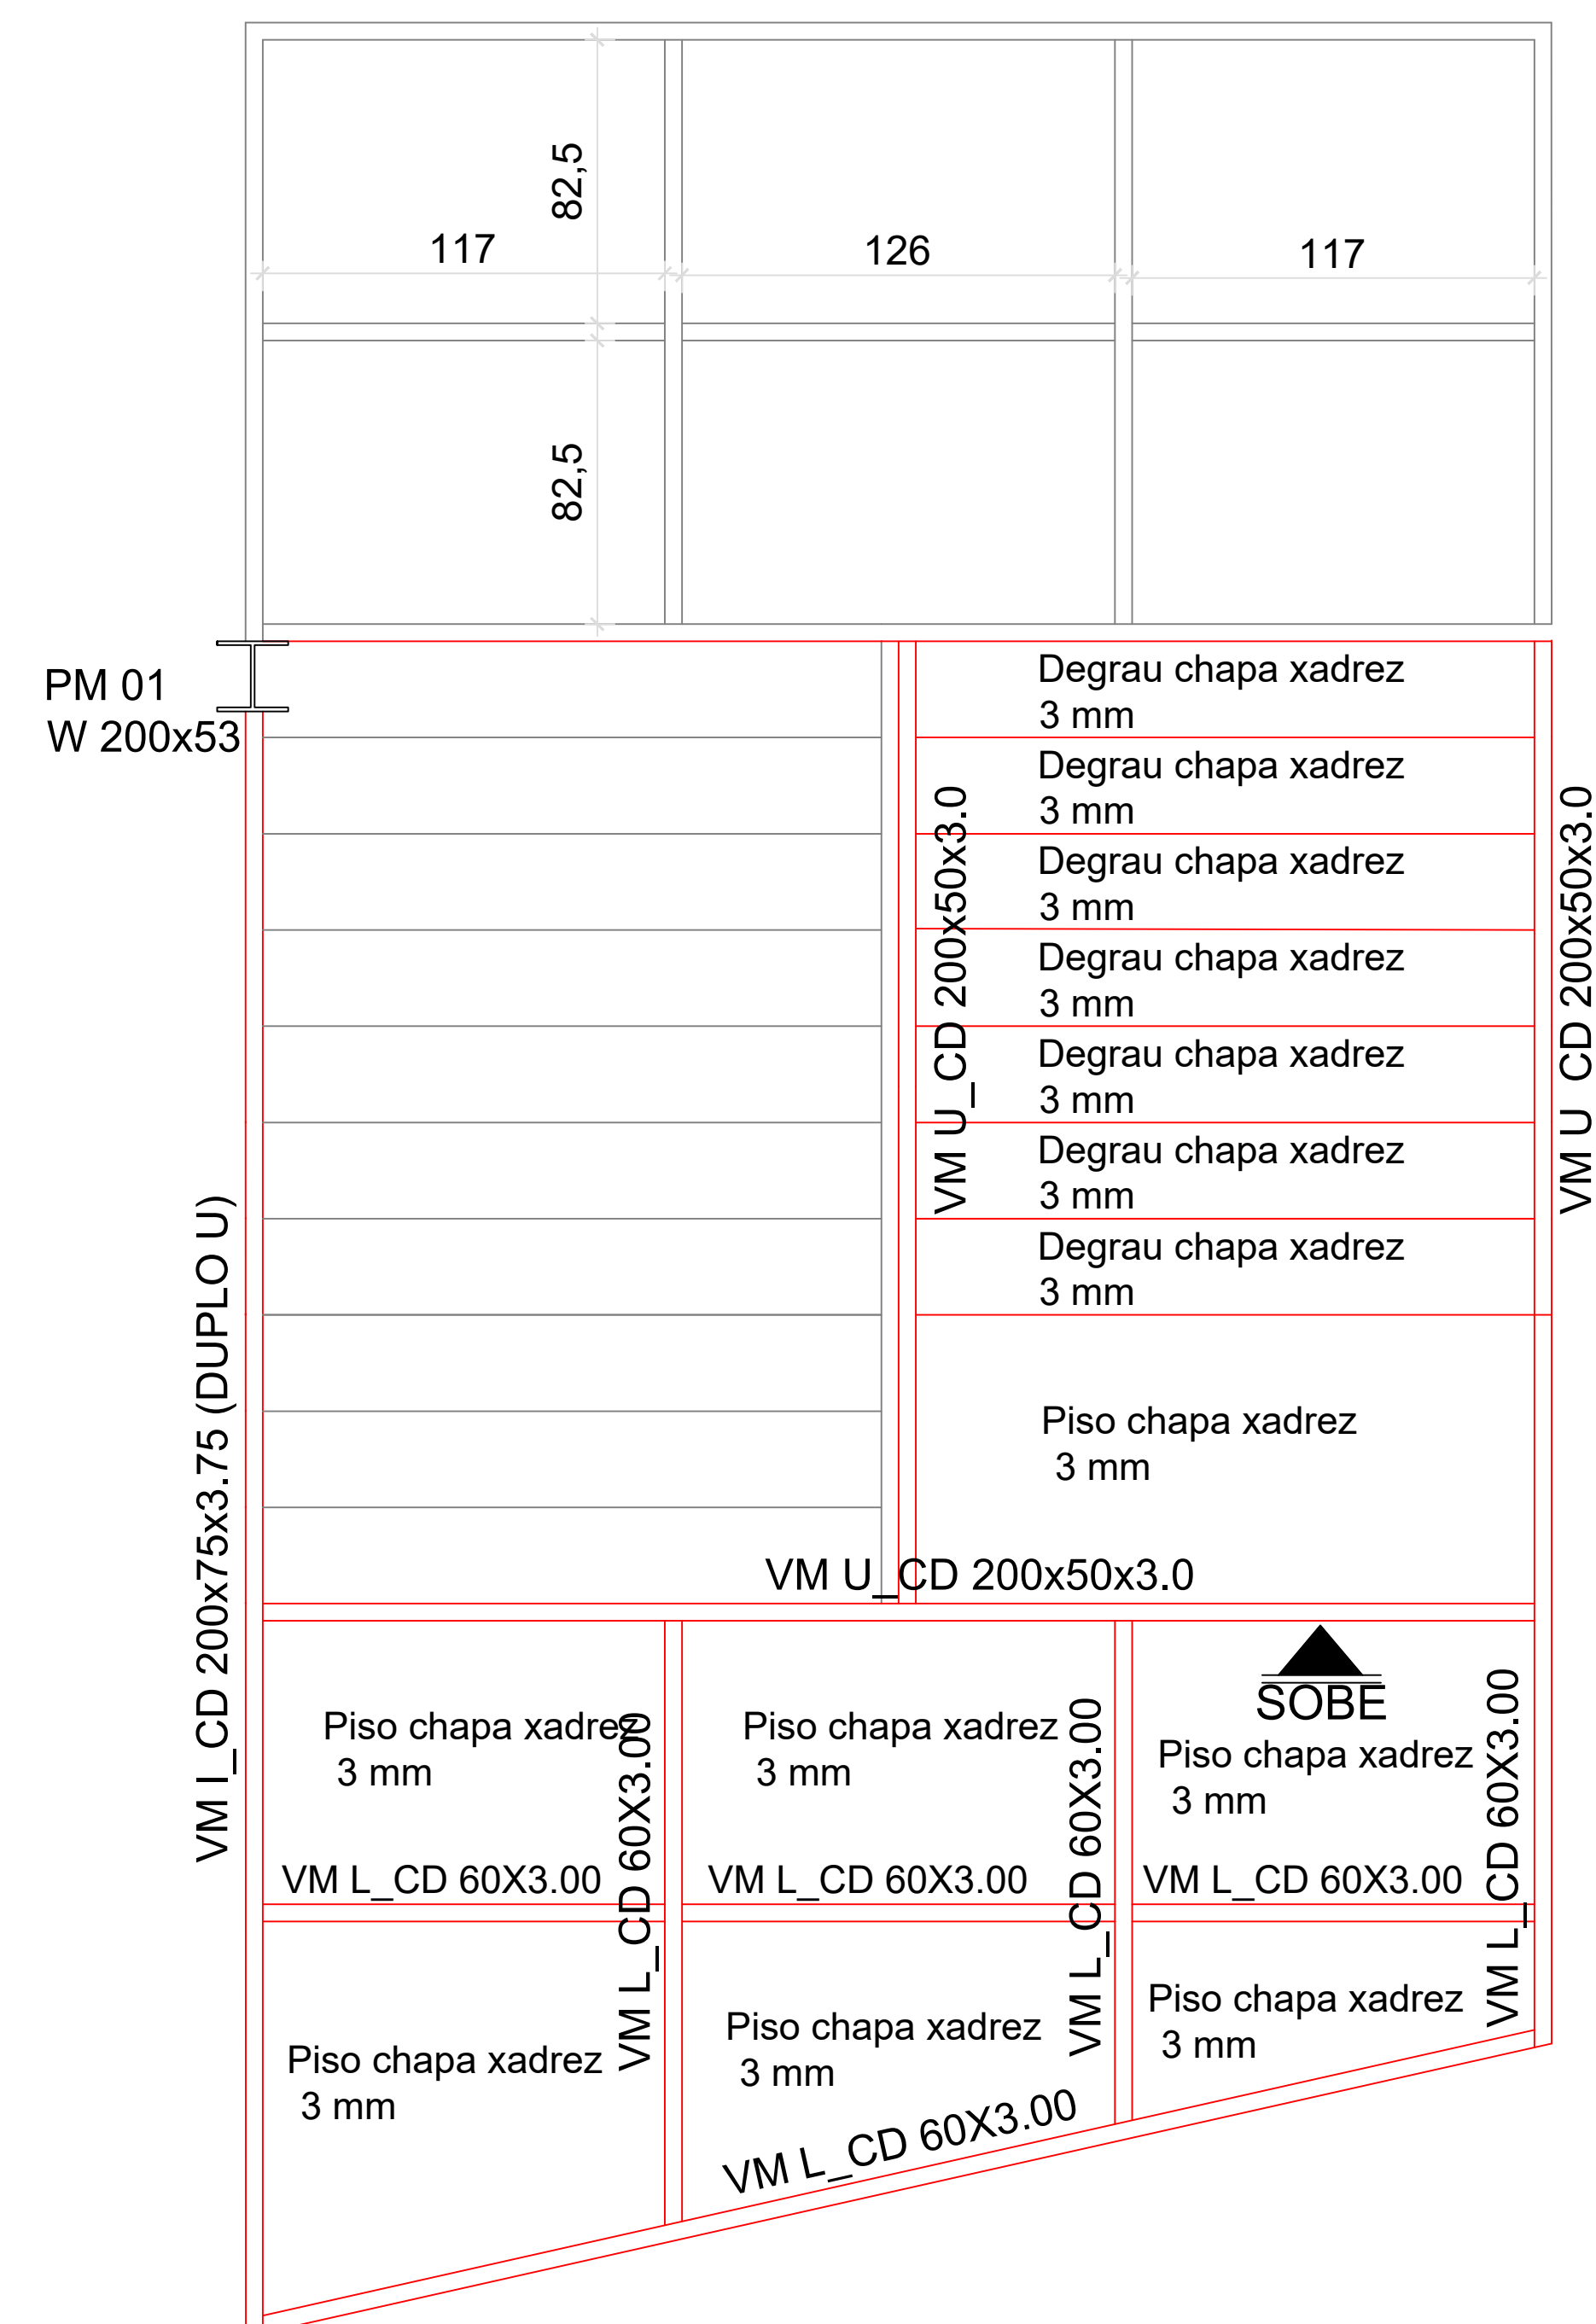 82,5
117
126
117
82,5
PM 01
W 200x53
Degrau chapa xadrez
3 mm
Degrau chapa xadrez
3 mm
Degrau chapa xadrez
3 mm
Degrau chapa xadrez
3 mm
Degrau chapa xadrez
3 mm
Degrau chapa xadrez
3 mm
Degrau chapa xadrez
3 mm
VM U_CD 200x50x3.0
VM U_CD 200x50x3.0
VM I_CD 200x75x3.75 (DUPLO U)
Piso chapa xadrez
3 mm
VM U_CD 200x50x3.0
SOBE
Piso chapa xadrez
3 mm
Piso chapa xadrez
3 mm
Piso chapa xadrez
3 mm
VM L_CD 60X3.00
VM L_CD 60X3.00
VM L_CD 60X3.00
VM L_CD 60X3.00
VM L_CD 60X3.00
VM L_CD 60X3.00
Piso chapa xadrez
3 mm
Piso chapa xadrez
3 mm
Piso chapa xadrez
3 mm
VM L_CD 60X3.00